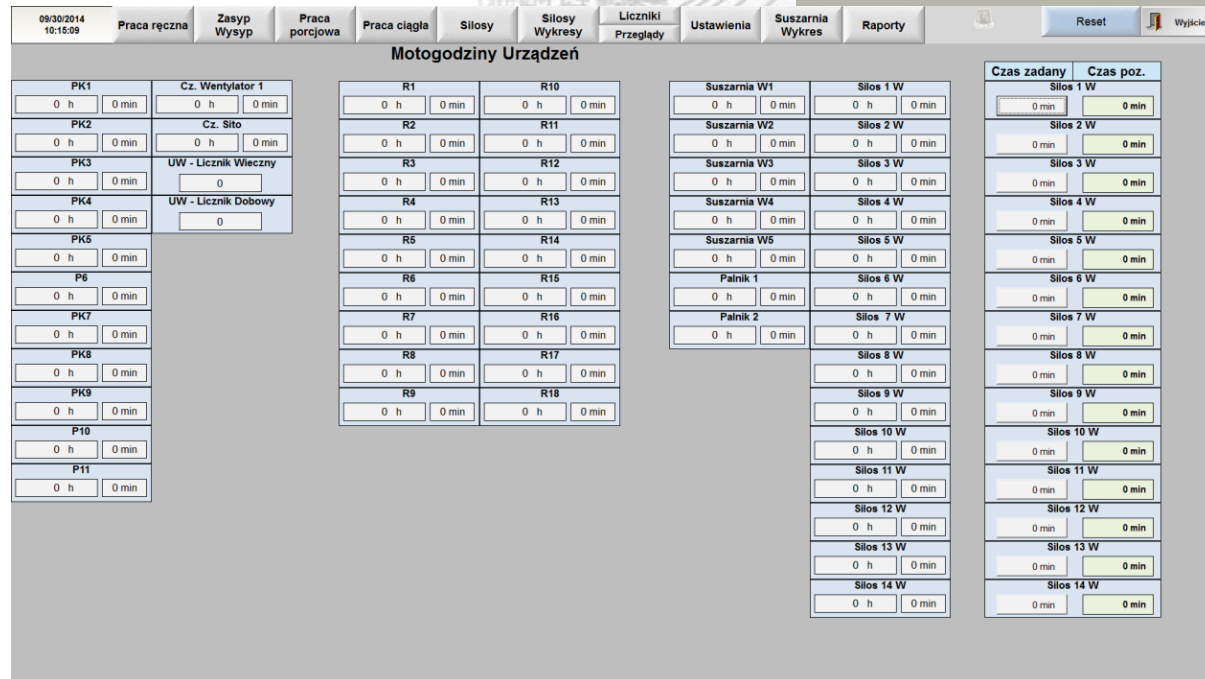 09/30/2014
10:15:09
Praca ręczna
Zasyp
Wysyp
Praca
porcjowa
Praca ciągła
Silosy
Silosy
Wykresy
Liczniki
Przeglądy
Ustawienia
Suszarnia
Wykres
Raporty
Reset
Wyjście
Motogodziny Urządzeń
PK1
0 h 0 min
PK2
0 h 0 min
PK3
0 h 0 min
PK4
0 h 0 min
PK5
0 h 0 min
P6
0 h 0 min
PK7
0 h 0 min
PK8
0 h 0 min
PK9
0 h 0 min
P10
0 h 0 min
P11
0 h 0 min
Cz. Wentylator 1
0 h 0 min
Cz. Sito
0 h 0 min
UW - Licznik Wieczny
0
UW - Licznik Dobowy
0
R1
0 h 0 min
R2
0 h 0 min
R3
0 h 0 min
R4
0 h 0 min
R5
0 h 0 min
R6
0 h 0 min
R7
0 h 0 min
R8
0 h 0 min
R9
0 h 0 min
R10
0 h 0 min
R11
0 h 0 min
R12
0 h 0 min
R13
0 h 0 min
R14
0 h 0 min
R15
0 h 0 min
R16
0 h 0 min
R17
0 h 0 min
R18
0 h 0 min
Suszarnia W1
0 h 0 min
Suszarnia W2
0 h 0 min
Suszarnia W3
0 h 0 min
Suszarnia W4
0 h 0 min
Suszarnia W5
0 h 0 min
Palnik 1
0 h 0 min
Palnik 2
0 h 0 min
Silos 1 W
0 h 0 min
Silos 2 W
0 h 0 min
Silos 3 W
0 h 0 min
Silos 4 W
0 h 0 min
Silos 5 W
0 h 0 min
Silos 6 W
0 h 0 min
Silos 7 W
0 h 0 min
Silos 8 W
0 h 0 min
Silos 9 W
0 h 0 min
Silos 10 W
0 h 0 min
Silos 11 W
0 h 0 min
Silos 12 W
0 h 0 min
Silos 13 W
0 h 0 min
Silos 14 W
0 h 0 min
Czas zadany Czas poz.
Silos 1 W
0 min 0 min
Silos 2 W
0 min 0 min
Silos 3 W
0 min 0 min
Silos 4 W
0 min 0 min
Silos 5 W
0 min 0 min
Silos 6 W
0 min 0 min
Silos 7 W
0 min 0 min
Silos 8 W
0 min 0 min
Silos 9 W
0 min 0 min
Silos 10 W
0 min 0 min
Silos 11 W
0 min 0 min
Silos 12 W
0 min 0 min
Silos 13 W
0 min 0 min
Silos 14 W
0 min 0 min